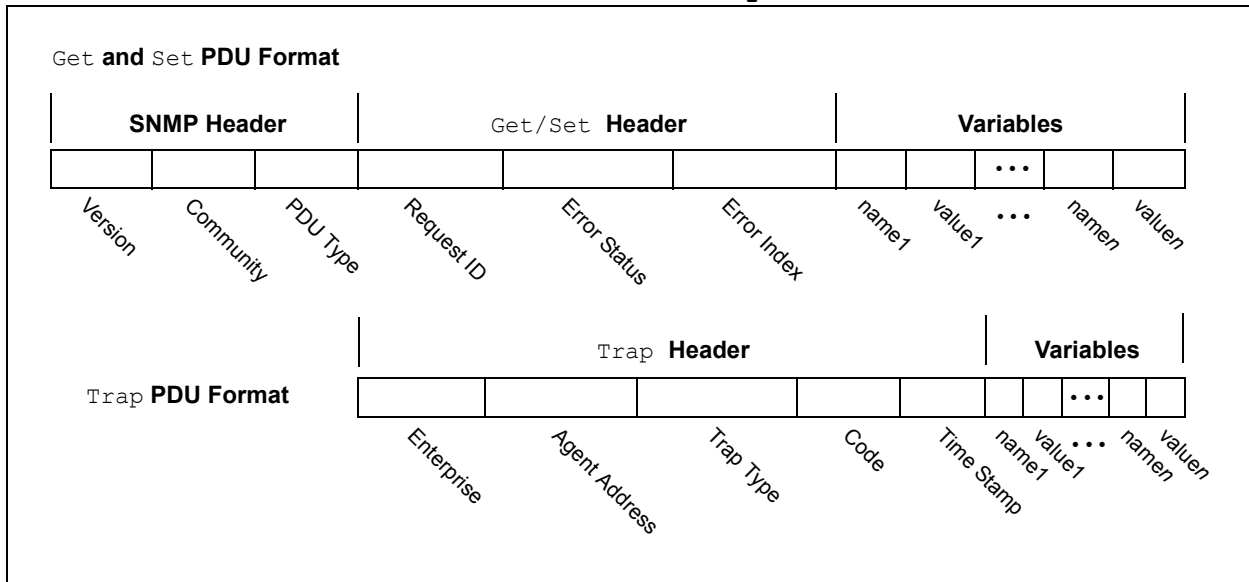 Get and Set PDU Format
SNMP Header Get/Set Header Variables
•••
Version Community PDU Type Request ID Error Status Error Index name1 value1 ••• namen valuen
Trap Header Variables
Trap PDU Format •••
Enterprise Agent Address Trap Type Code Time Stamp name1 value1 ••• namen valuen